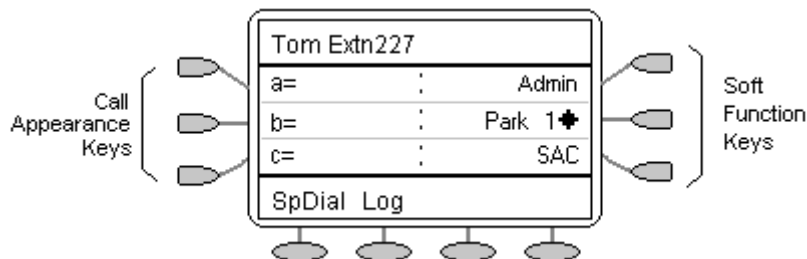 Tom Extn227
Call Appearance Keys
a= : Admin
b= : Park 1◆
c= : SAC
Soft Function Keys
SpDial Log